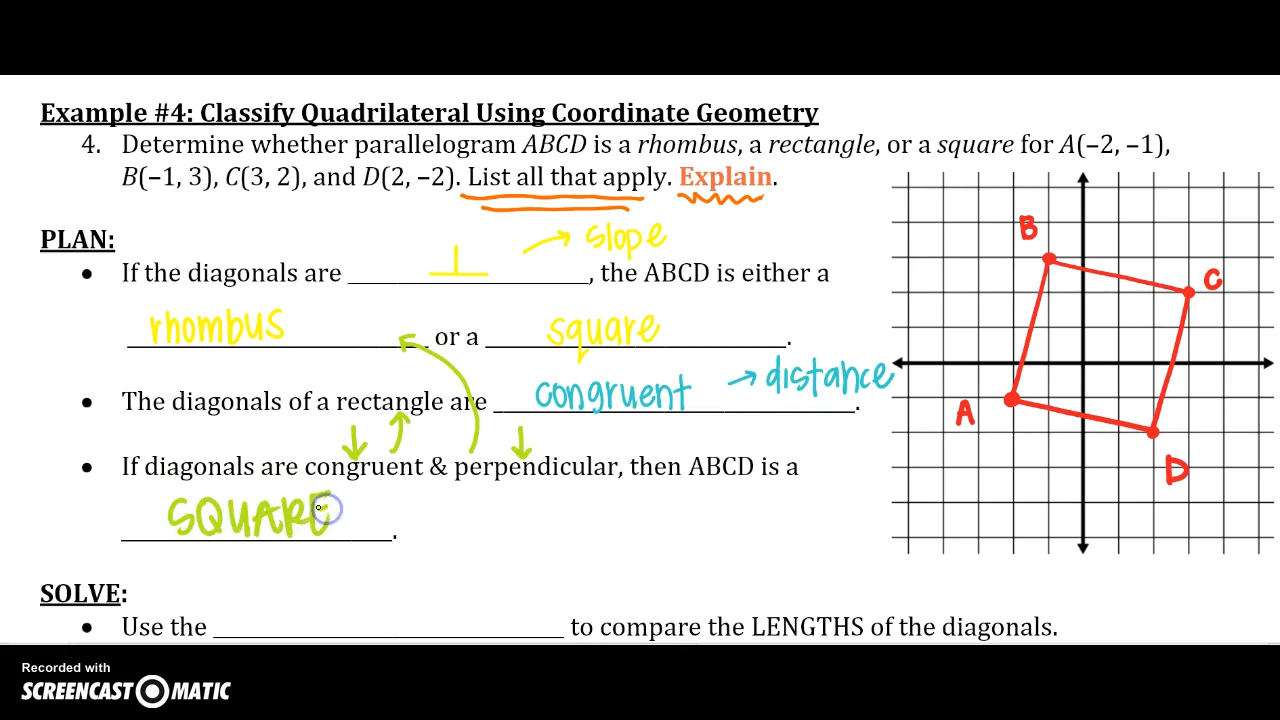 Example #4: Classify Quadrilateral Using Coordinate Geometry
4. Determine whether parallelogram ABCD is a rhombus, a rectangle, or a square for A(−2, −1),
B(−1, 3), C(3, 2), and D(2, −2). List all that apply. Explain.
PLAN:
→ slope
• If the diagonals are ⊥, the ABCD is either a
rhombus or a square.
• The diagonals of a rectangle are congruent → distance.
• If diagonals are congruent & perpendicular, then ABCD is a
SQUARE.
B
C
A
D
SOLVE:
• Use the ______________________ to compare the LENGTHS of the diagonals.
Recorded with
SCREENCAST-O-MATIC